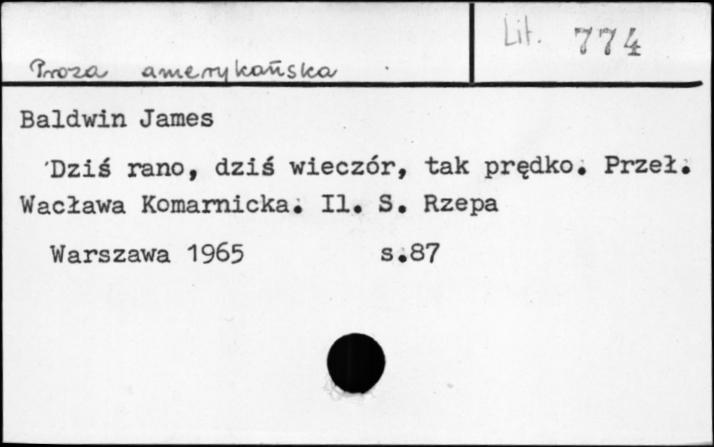 Lit. 774
Proza amerykańska
Baldwin James
Dziś rano, dziś wieczór, tak prędko. Przeł.
Wacława Komarnicka. Il. S. Rzepa
Warszawa 1965 s.87